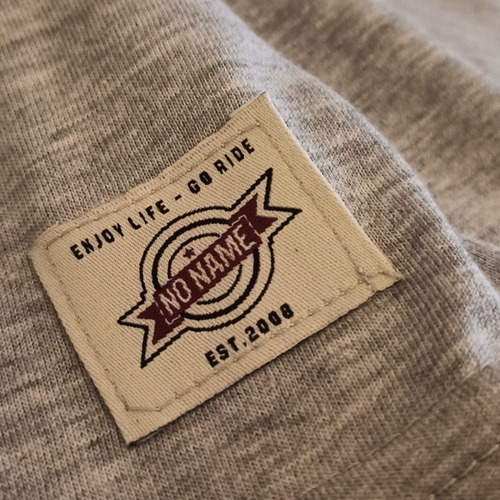 ENJOY LIFE - GO RIDE
NO NAME
EST.2008